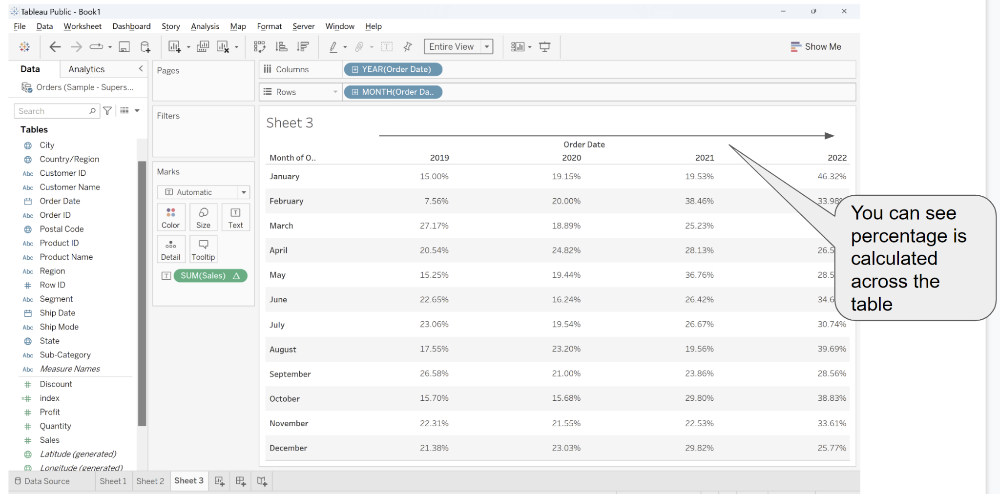 Tableau Public - Book1
File Data Worksheet Dashboard Story Analysis Map Format Server Window Help
Entire View
Show Me
Data Analytics
Orders (Sample - Supers...
Search
Tables
City
Country/Region
Abc Customer ID
Abc Customer Name
Order Date
Abc Order ID
Postal Code
Abc Product ID
Abc Product Name
Abc Region
Row ID
Abc Segment
Ship Date
Abc Ship Mode
State
Abc Sub-Category
Abc Measure Names
Discount
index
Profit
Quantity
Sales
Latitude (generated)
Longitude (generated)
Pages
Filters
Marks
Automatic
Color Size Text
Detail Tooltip
SUM(Sales)
Columns YEAR(Order Date)
Rows MONTH(Order Da..
Sheet 3
Order Date
Month of O.. 2019 2020 2021 2022
January 15.00% 19.15% 19.53% 46.32%
February 7.56% 20.00% 38.46% 33.98%
March 27.17% 18.89% 25.23%
April 20.54% 24.82% 28.13% 26.5
May 15.25% 19.44% 36.76% 28.5
June 22.65% 16.24% 26.42% 34.6
July 23.06% 19.54% 26.67% 30.74%
August 17.55% 23.20% 19.56% 39.69%
September 26.58% 21.00% 23.86% 28.56%
October 15.70% 15.68% 29.80% 38.83%
November 22.31% 21.55% 22.53% 33.61%
December 21.38% 23.03% 29.82% 25.77%
You can see
percentage is
calculated
across the
table
Data Source Sheet 1 Sheet 2 Sheet 3